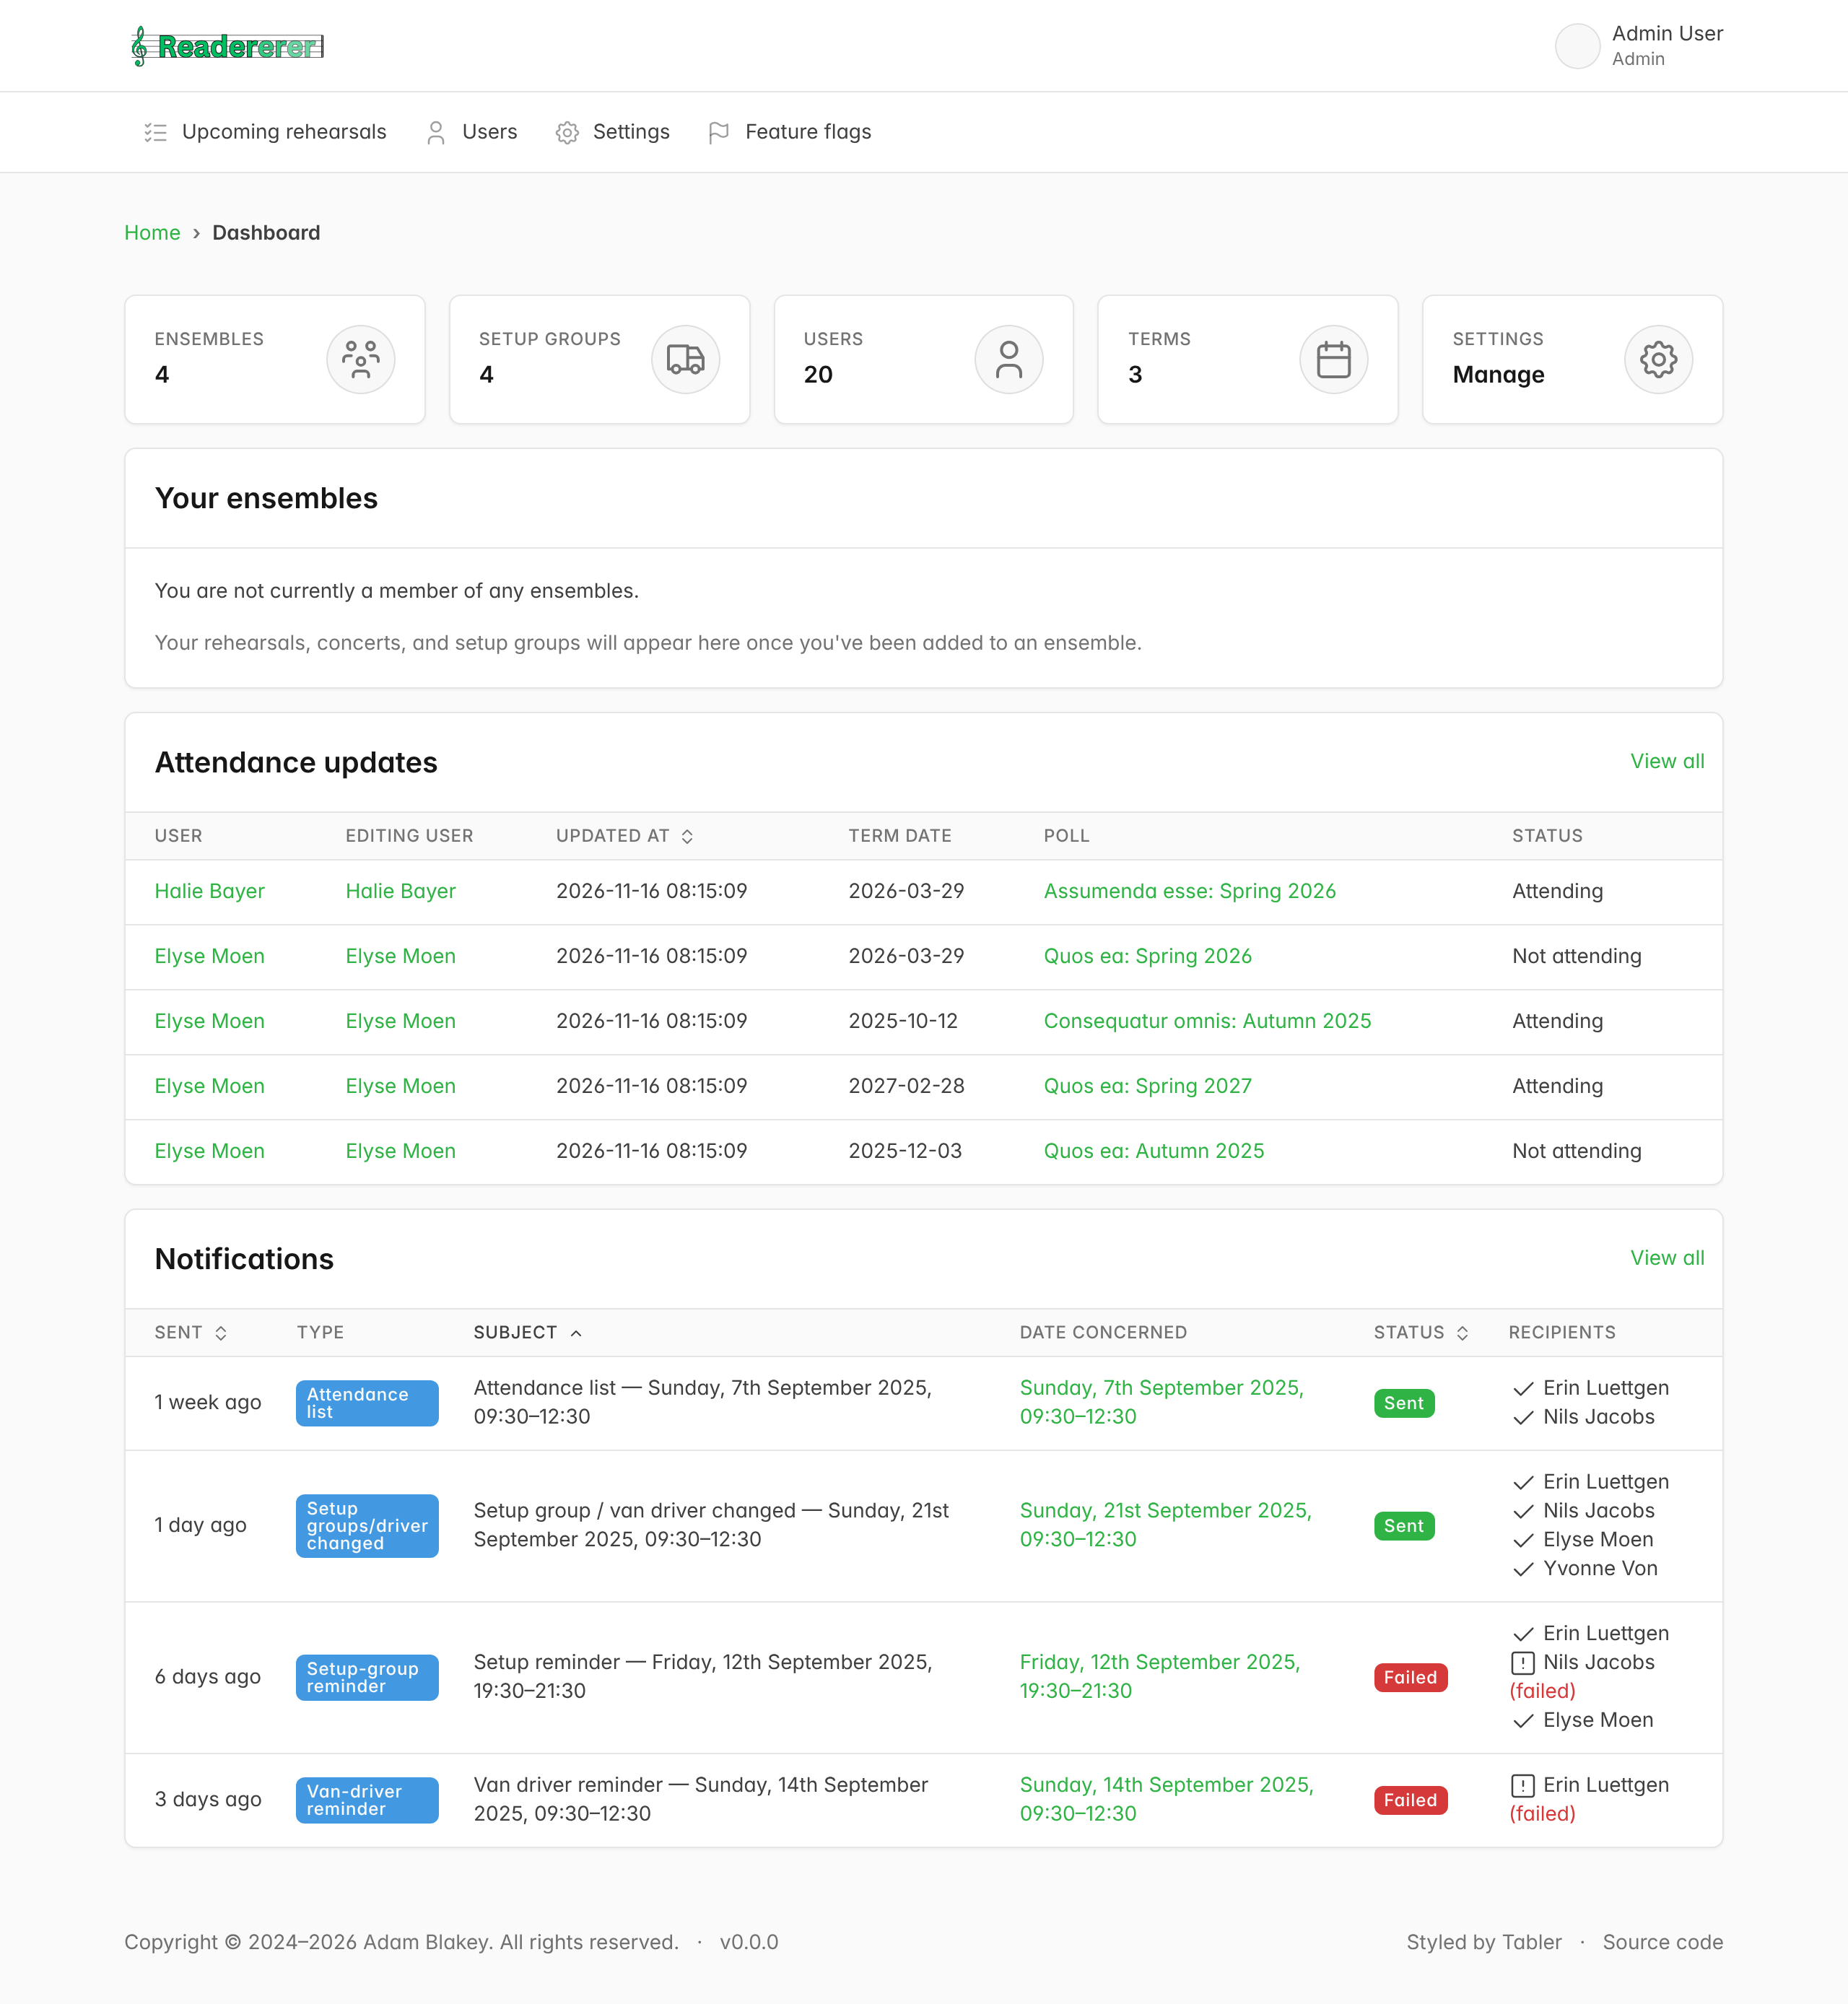 Readererer
Admin User
Admin
Upcoming rehearsals Users Settings Feature flags
Home › Dashboard
ENSEMBLES
4
SETUP GROUPS
4
USERS
20
TERMS
3
SETTINGS
Manage
Your ensembles
You are not currently a member of any ensembles.
Your rehearsals, concerts, and setup groups will appear here once you've been added to an ensemble.
Attendance updates View all
USER EDITING USER UPDATED AT TERM DATE POLL STATUS
Halie Bayer Halie Bayer 2026-11-16 08:15:09 2026-03-29 Assumenda esse: Spring 2026 Attending
Elyse Moen Elyse Moen 2026-11-16 08:15:09 2026-03-29 Quos ea: Spring 2026 Not attending
Elyse Moen Elyse Moen 2026-11-16 08:15:09 2025-10-12 Consequatur omnis: Autumn 2025 Attending
Elyse Moen Elyse Moen 2026-11-16 08:15:09 2027-02-28 Quos ea: Spring 2027 Attending
Elyse Moen Elyse Moen 2026-11-16 08:15:09 2025-12-03 Quos ea: Autumn 2025 Not attending
Notifications View all
SENT TYPE SUBJECT DATE CONCERNED STATUS RECIPIENTS
1 week ago
Attendance
list
Attendance list — Sunday, 7th September 2025,
09:30–12:30
Sunday, 7th September 2025,
09:30–12:30
Sent
Erin Luettgen
Nils Jacobs
1 day ago
Setup
groups/driver
changed
Setup group / van driver changed — Sunday, 21st
September 2025, 09:30–12:30
Sunday, 21st September 2025,
09:30–12:30
Sent
Erin Luettgen
Nils Jacobs
Elyse Moen
Yvonne Von
6 days ago
Setup-group
reminder
Setup reminder — Friday, 12th September 2025,
19:30–21:30
Friday, 12th September 2025,
19:30–21:30
Failed
Erin Luettgen
Nils Jacobs
(failed)
Elyse Moen
3 days ago
Van-driver
reminder
Van driver reminder — Sunday, 14th September
2025, 09:30–12:30
Sunday, 14th September 2025,
09:30–12:30
Failed
Erin Luettgen
(failed)
Copyright © 2024–2026 Adam Blakey. All rights reserved. · v0.0.0
Styled by Tabler · Source code